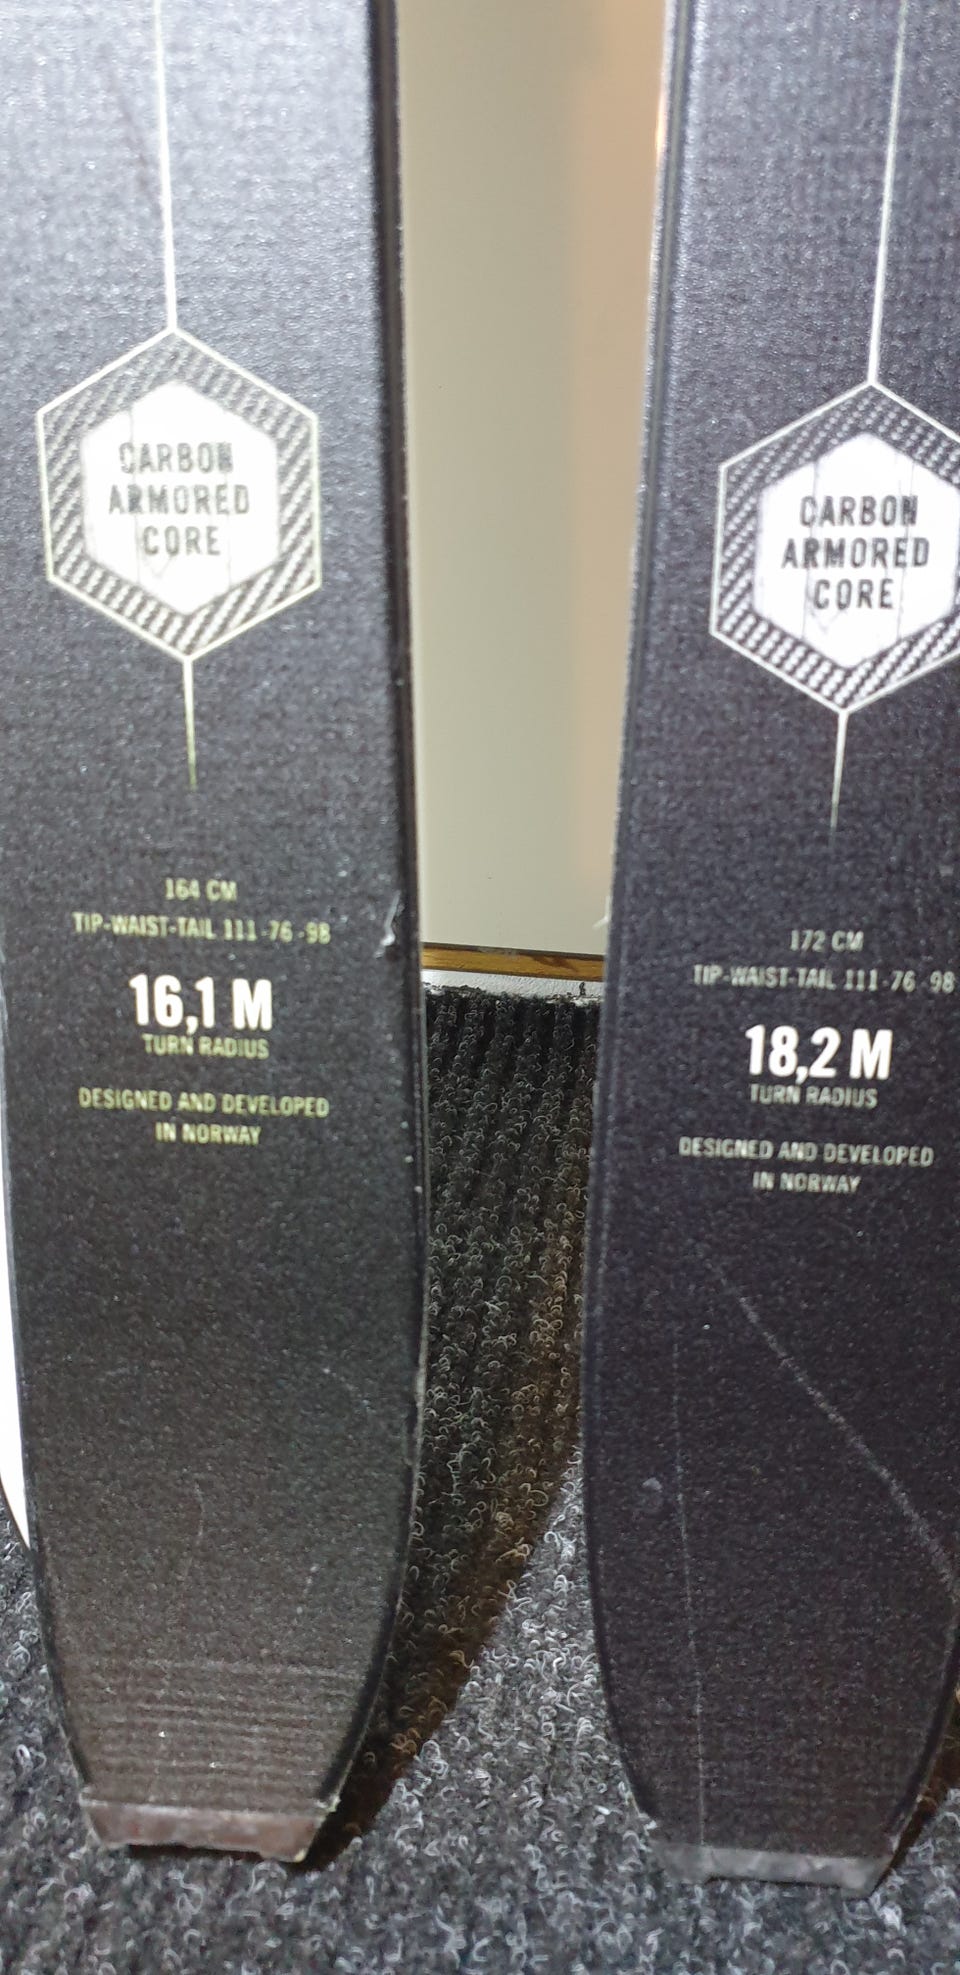 CARBON
ARMORED
CORE
164 CM
TIP-WAIST-TAIL 111-76-98
16,1 M
TURN RADIUS
DESIGNED AND DEVELOPED
IN NORWAY
CARBON
ARMORED
CORE
172 CM
TIP-WAIST-TAIL 111-76-98
18,2 M
TURN RADIUS
DESIGNED AND DEVELOPED
IN NORWAY